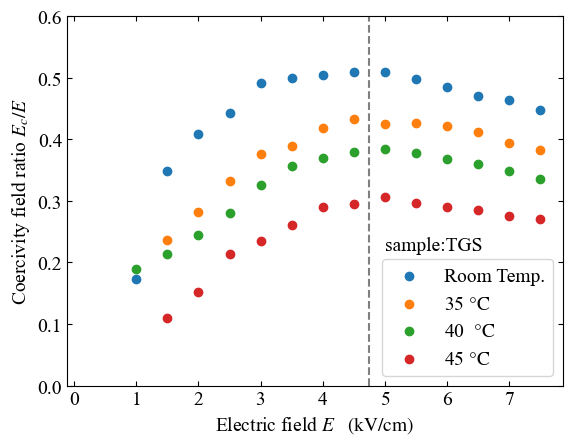 0.6
0.5
0.4
0.3
0.2
0.1
0.0
Coercivity field ratio E_c/E
sample:TGS
Room Temp.
35 °C
40 °C
45 °C
0 1 2 3 4 5 6 7
Electric field E (kV/cm)